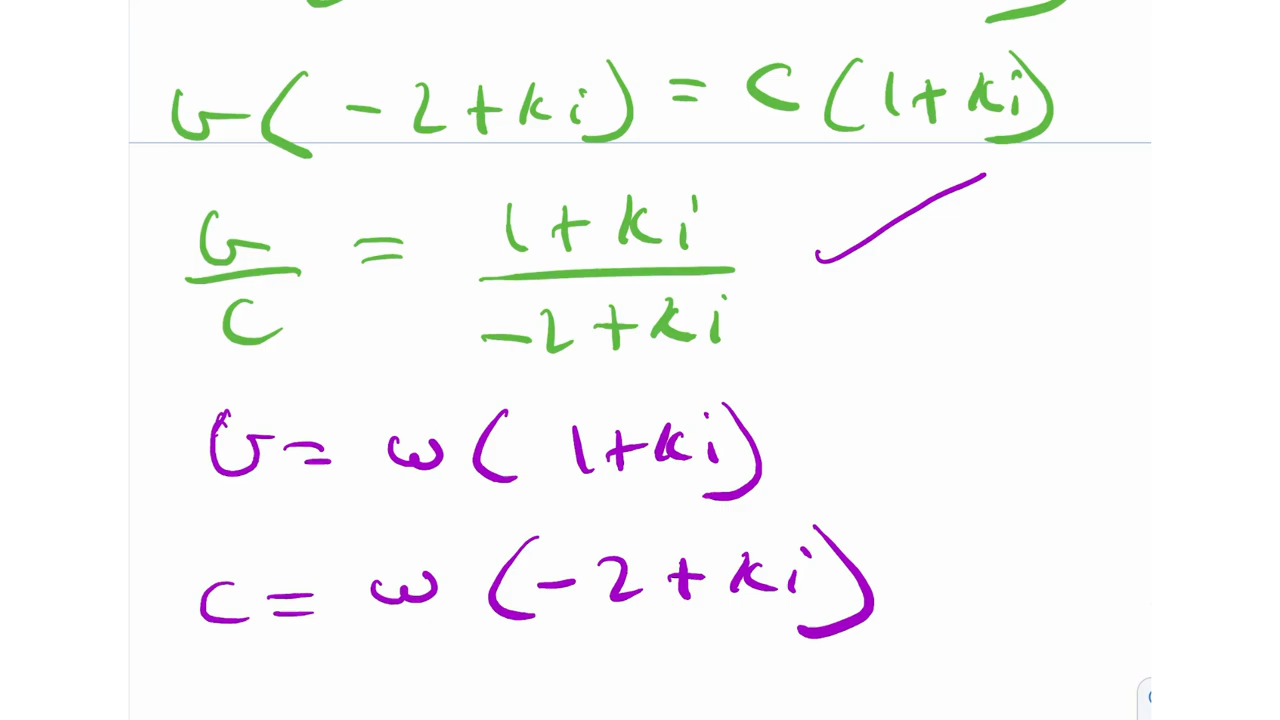 b(-2+ki) = c(1+ki)
b/c = (1+ki)/(-2+ki)
b = ω(1+ki)
c = ω(-2+ki)